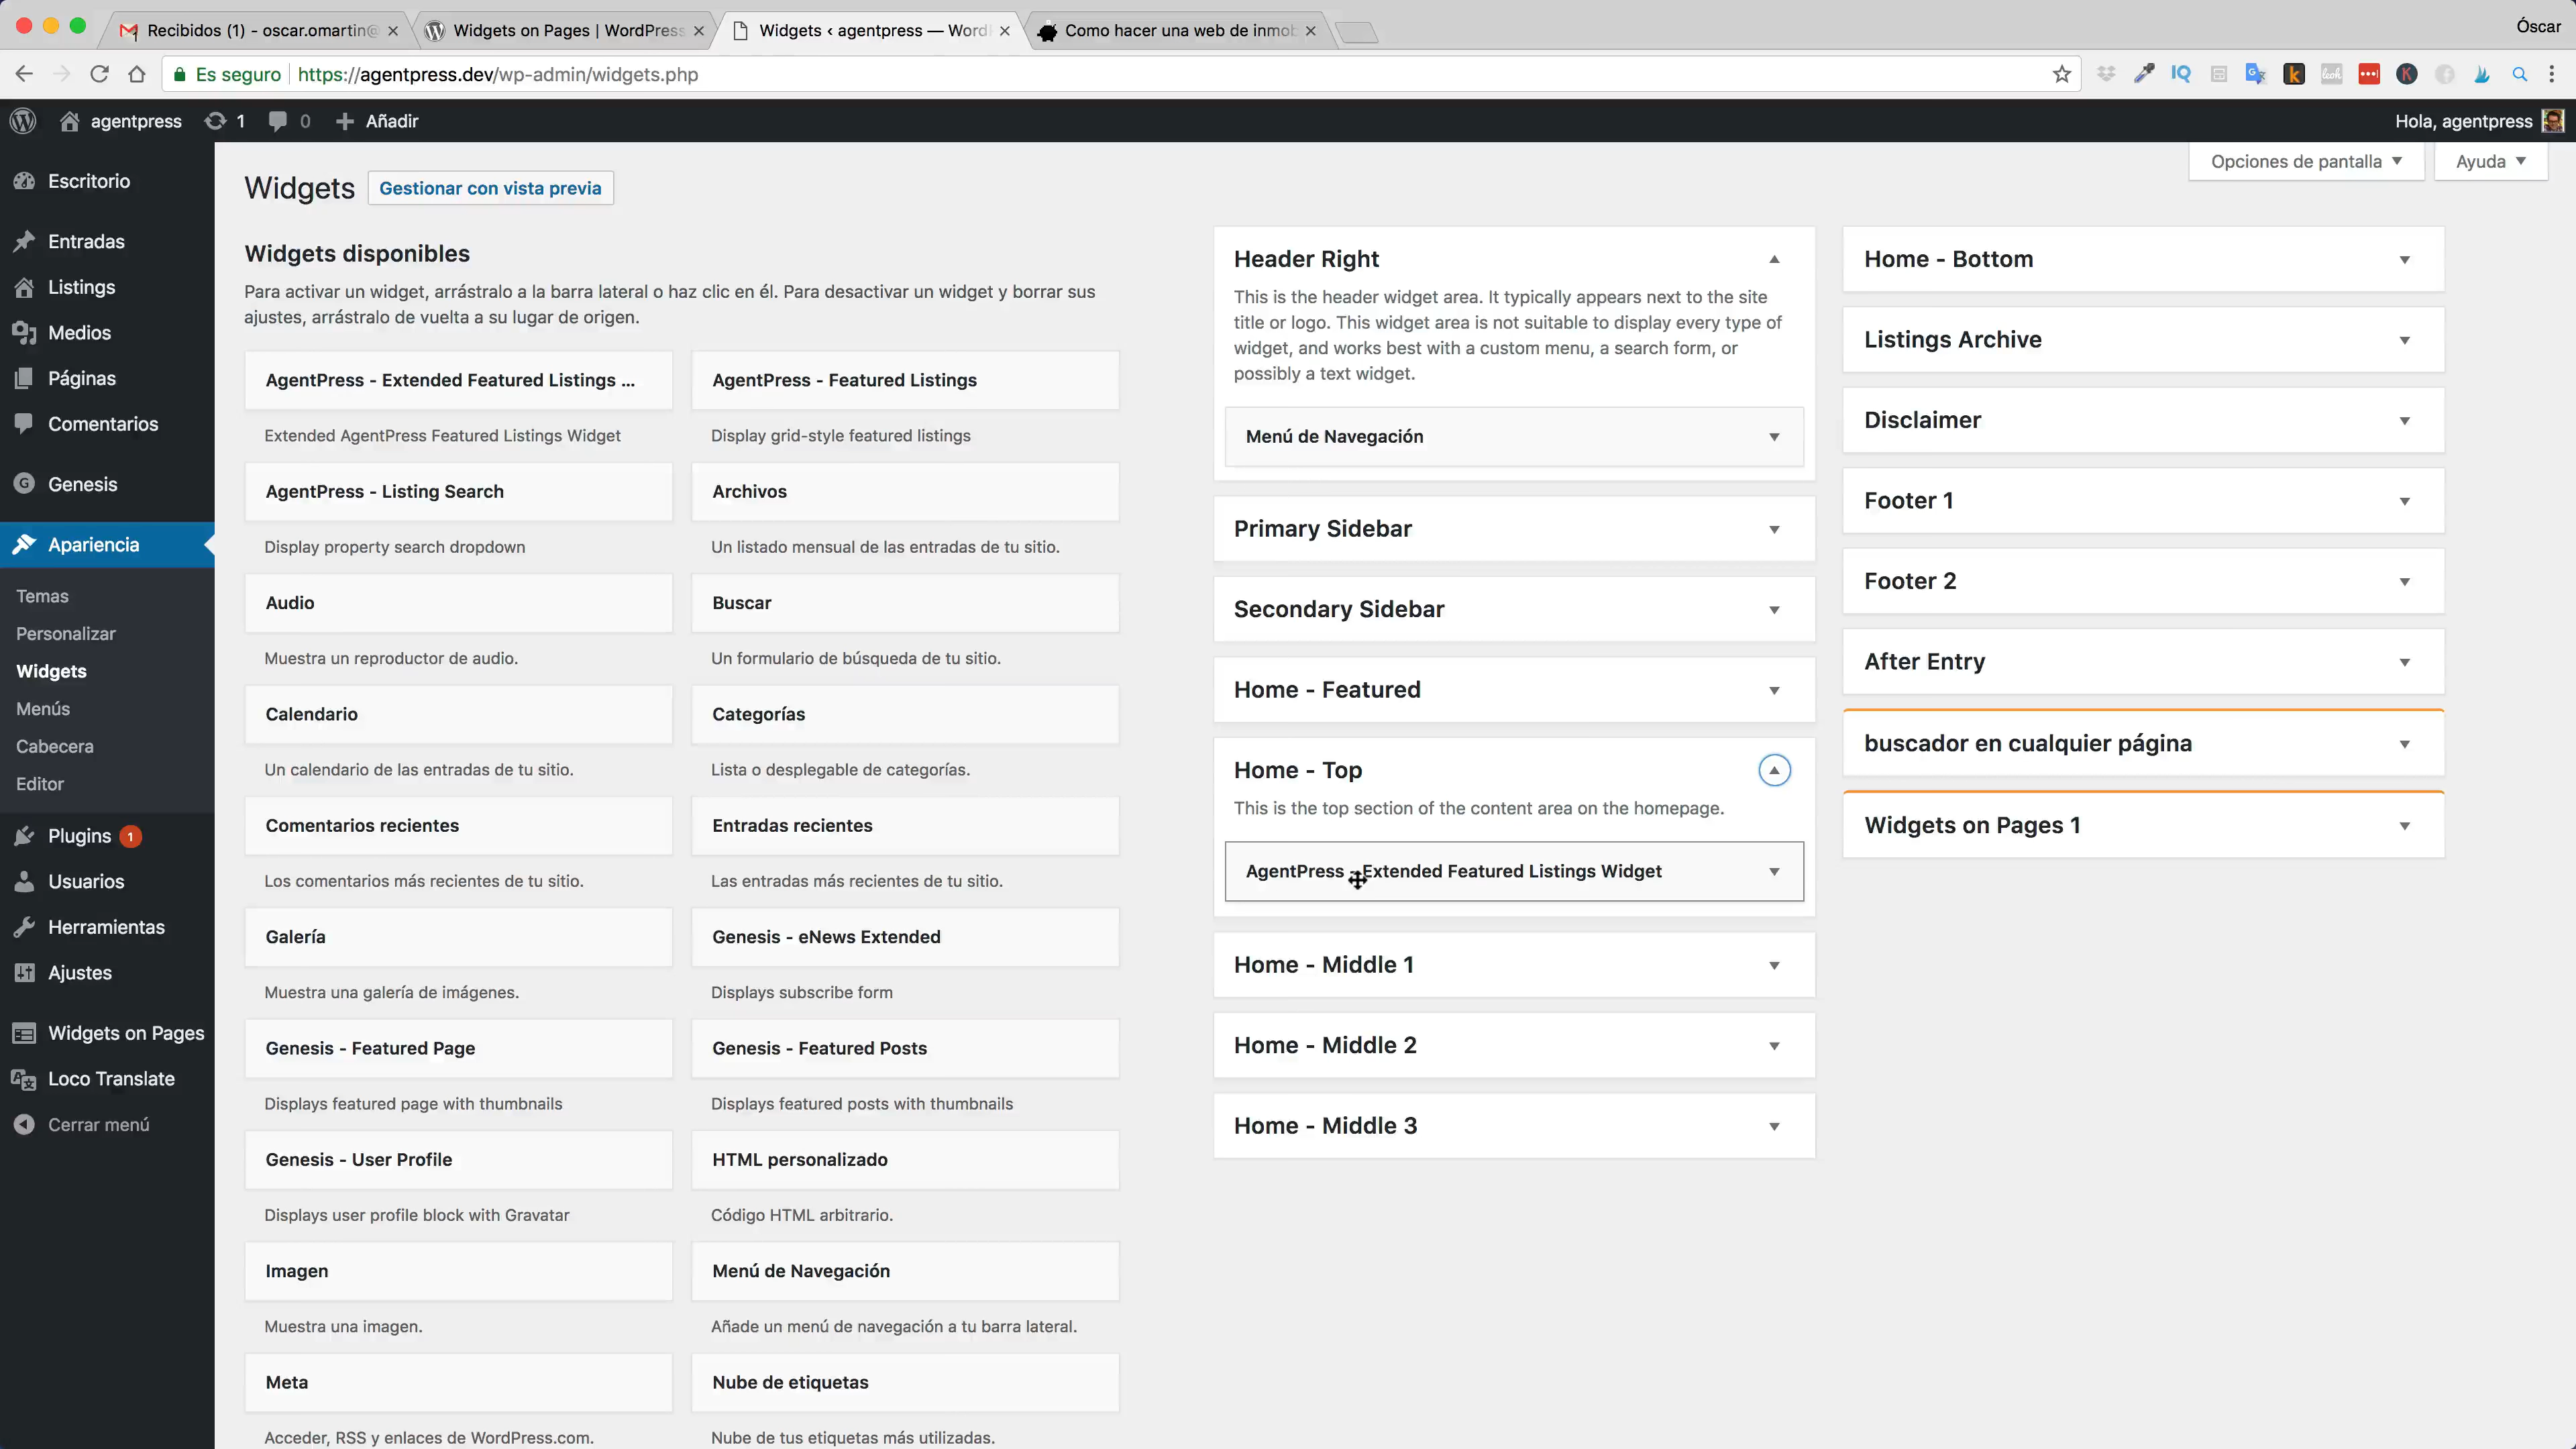 Recibidos (1) - oscar.omartin@
Widgets on Pages | WordPress
Widgets ‹ agentpress — Word
Como hacer una web de inmob
Óscar
Es seguro
https://agentpress.dev/wp-admin/widgets.php
agentpress
1
0
Añadir
Hola, agentpress
Escritorio
Entradas
Listings
Medios
Páginas
Comentarios
Genesis
Apariencia
Temas
Personalizar
Widgets
Menús
Cabecera
Editor
Plugins 1
Usuarios
Herramientas
Ajustes
Widgets on Pages
Loco Translate
Cerrar menú
Opciones de pantalla
Ayuda
Widgets
Gestionar con vista previa
Widgets disponibles
Para activar un widget, arrástralo a la barra lateral o haz clic en él. Para desactivar un widget y borrar sus
ajustes, arrástralo de vuelta a su lugar de origen.
AgentPress - Extended Featured Listings ...
AgentPress - Featured Listings
Extended AgentPress Featured Listings Widget
Display grid-style featured listings
AgentPress - Listing Search
Archivos
Display property search dropdown
Un listado mensual de las entradas de tu sitio.
Audio
Buscar
Muestra un reproductor de audio.
Un formulario de búsqueda de tu sitio.
Calendario
Categorías
Un calendario de las entradas de tu sitio.
Lista o desplegable de categorías.
Comentarios recientes
Entradas recientes
Los comentarios más recientes de tu sitio.
Las entradas más recientes de tu sitio.
Galería
Genesis - eNews Extended
Muestra una galería de imágenes.
Displays subscribe form
Genesis - Featured Page
Genesis - Featured Posts
Displays featured page with thumbnails
Displays featured posts with thumbnails
Genesis - User Profile
HTML personalizado
Displays user profile block with Gravatar
Código HTML arbitrario.
Imagen
Menú de Navegación
Muestra una imagen.
Añade un menú de navegación a tu barra lateral.
Meta
Nube de etiquetas
Acceder, RSS y enlaces de WordPress.com.
Nube de tus etiquetas más utilizadas.
Header Right
This is the header widget area. It typically appears next to the site
title or logo. This widget area is not suitable to display every type of
widget, and works best with a custom menu, a search form, or
possibly a text widget.
Menú de Navegación
Primary Sidebar
Secondary Sidebar
Home - Featured
Home - Top
This is the top section of the content area on the homepage.
AgentPress - Extended Featured Listings Widget
Home - Middle 1
Home - Middle 2
Home - Middle 3
Home - Bottom
Listings Archive
Disclaimer
Footer 1
Footer 2
After Entry
buscador en cualquier página
Widgets on Pages 1